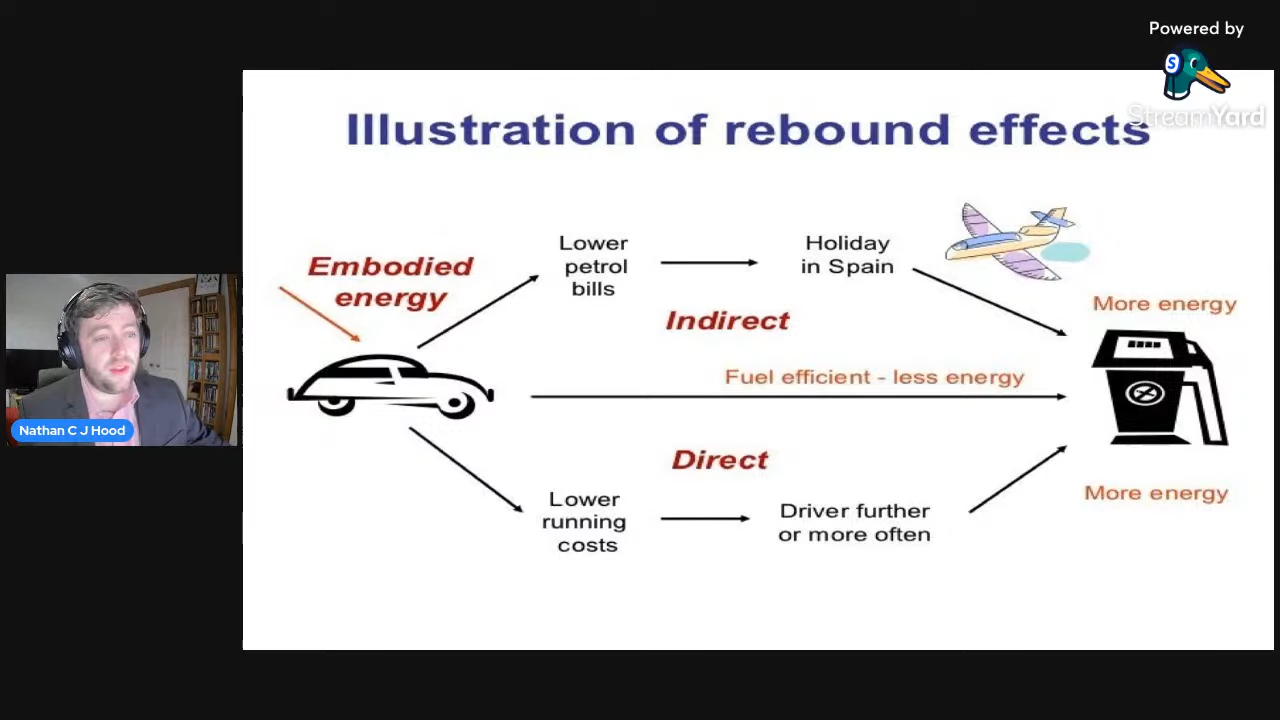 Powered by
S
StreamYard
Illustration of rebound effects
Embodied
energy
Lower
petrol
bills
Holiday
in Spain
More energy
Indirect
Fuel efficient - less energy
Direct
More energy
Lower
running
costs
Driver further
or more often
Nathan C J Hood